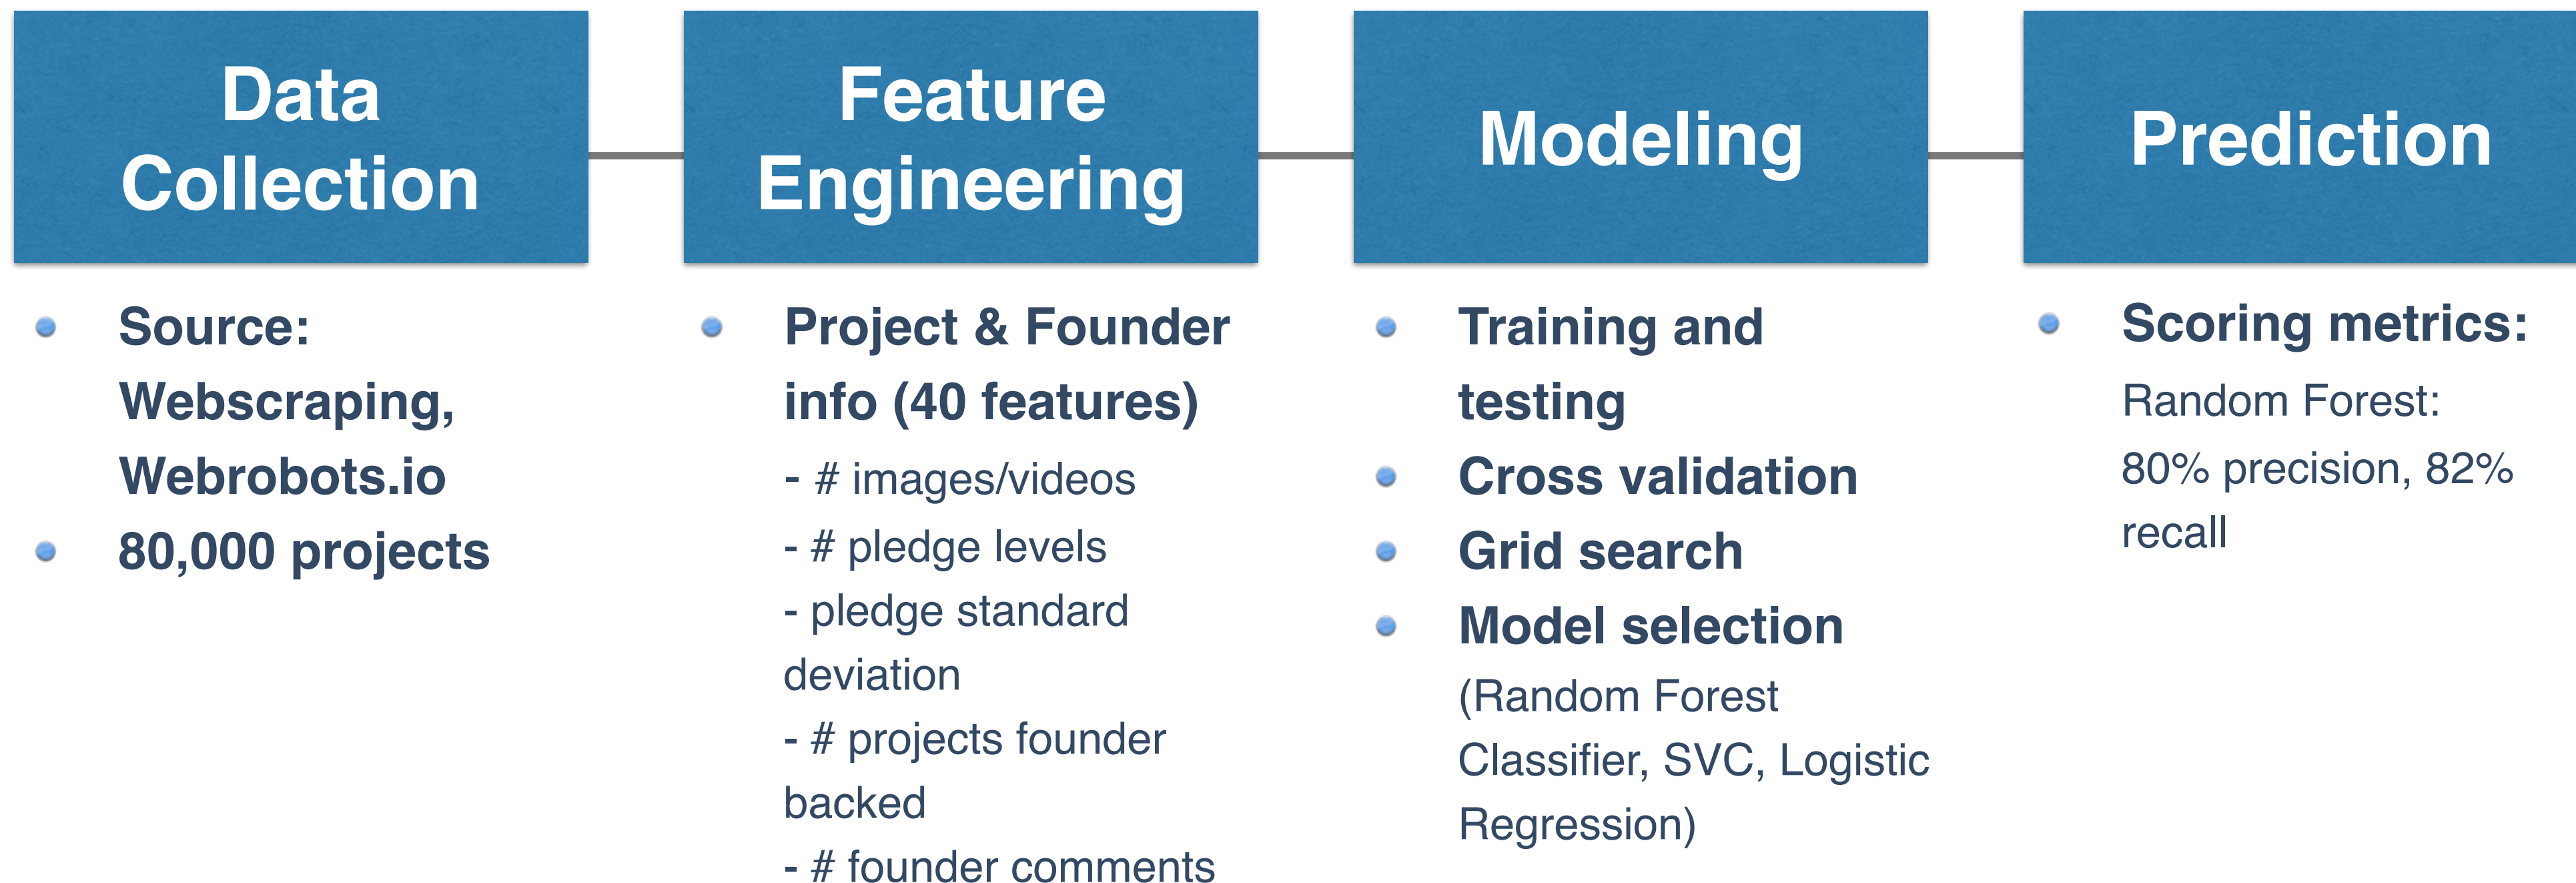 Data
Collection
Source:
Webscraping,
Webrobots.io
80,000 projects
Feature
Engineering
Project & Founder
info (40 features)
- # images/videos
- # pledge levels
- pledge standard
deviation
- # projects founder
backed
- # founder comments
Modeling
Training and
testing
Cross validation
Grid search
Model selection
(Random Forest
Classifier, SVC, Logistic
Regression)
Prediction
Scoring metrics:
Random Forest:
80% precision, 82%
recall